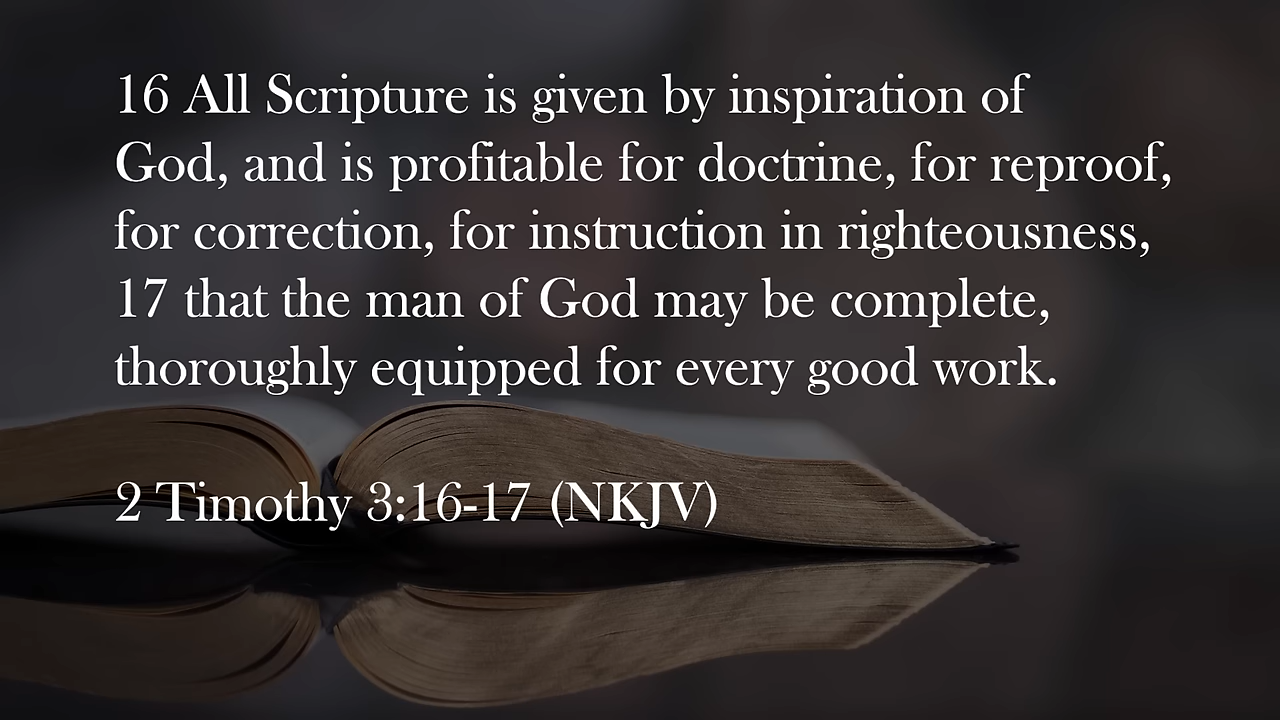 16 All Scripture is given by inspiration of
God, and is profitable for doctrine, for reproof,
for correction, for instruction in righteousness,
17 that the man of God may be complete,
thoroughly equipped for every good work.
2 Timothy 3:16-17 (NKJV)